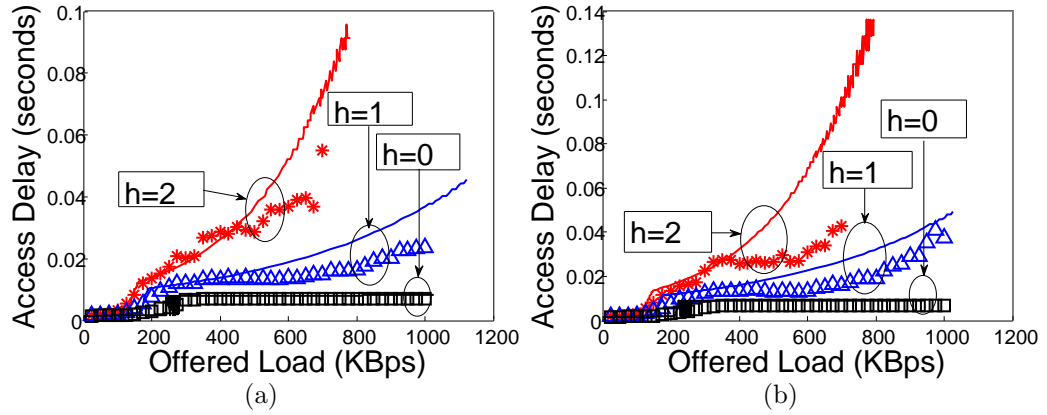 0.1
0.08
0.06
0.04
0.02
0
Access Delay (seconds)
h=1
h=0
h=2
0 200 400 600 800 1000 1200
Offered Load (KBps)
(a)
0.14
0.12
0.1
0.08
0.06
0.04
0.02
0
Access Delay (seconds)
h=0
h=1
h=2
0 200 400 600 800 1000 1200
Offered Load (KBps)
(b)